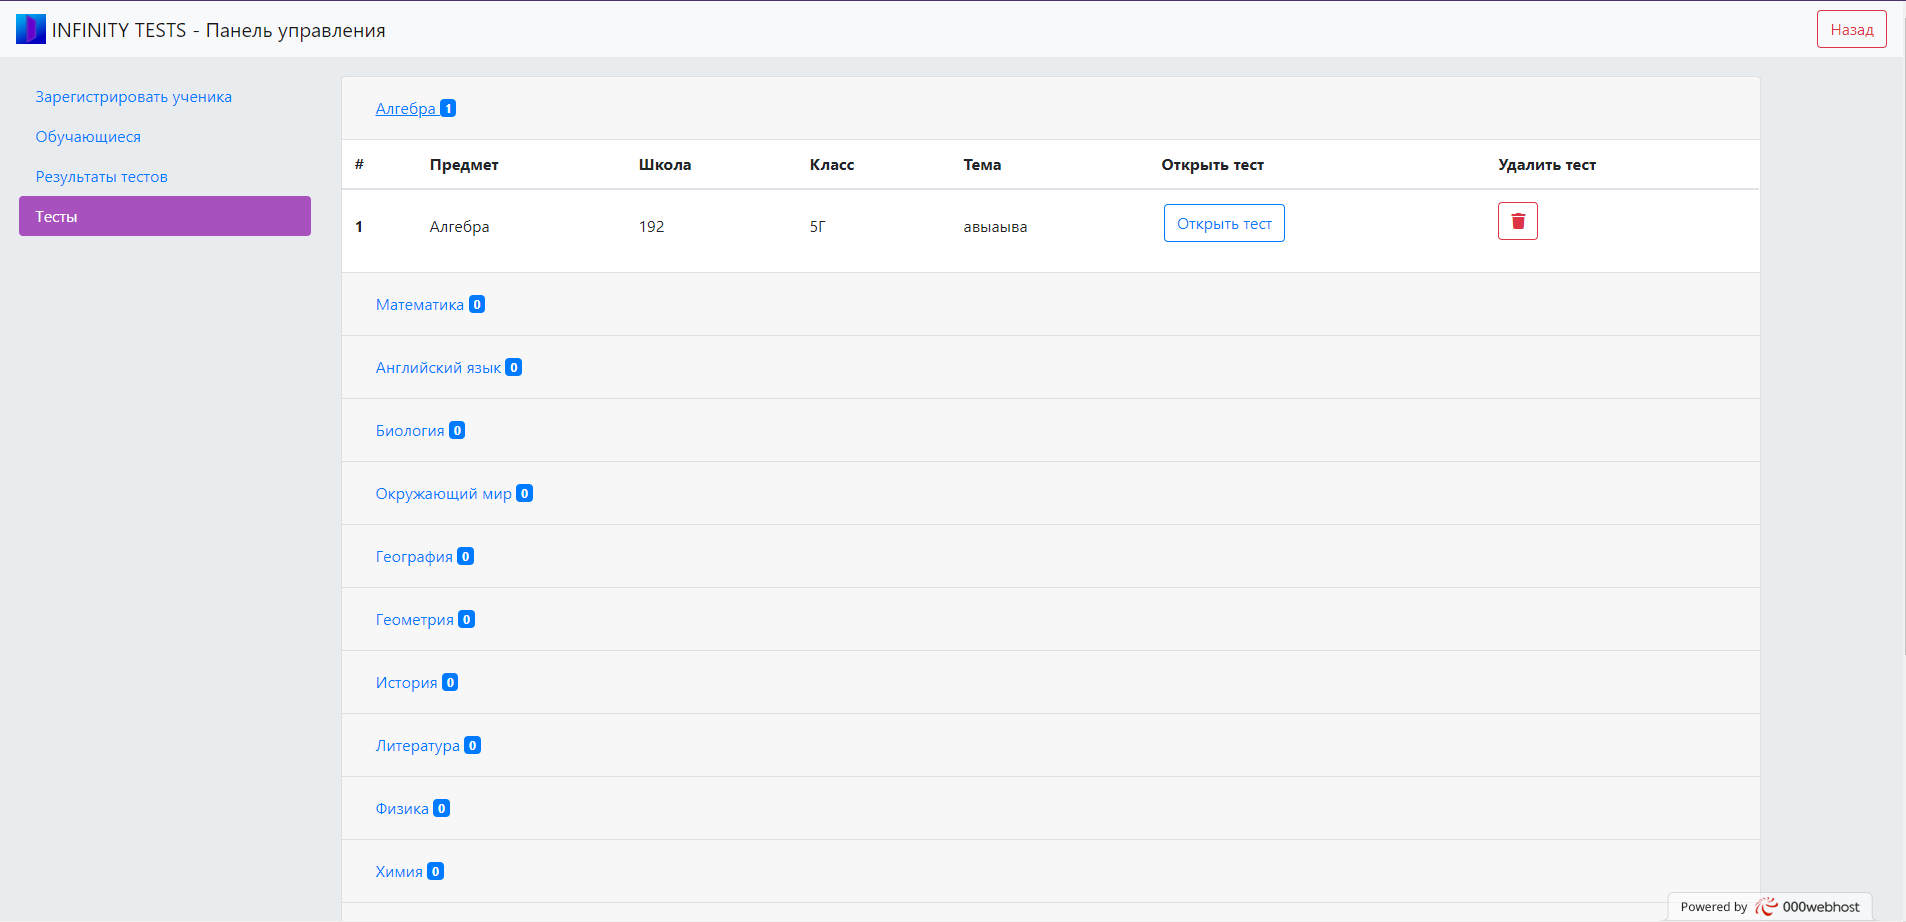 INFINITY TESTS - Панель управления
Назад
Зарегистрировать ученика
Обучающиеся
Результаты тестов
Тесты
Алгебра 1
# Предмет Школа Класс Тема Открыть тест Удалить тест
1 Алгебра 192 5Г авыаыва Открыть тест
Математика 0
Английский язык 0
Биология 0
Окружающий мир 0
География 0
Геометрия 0
История 0
Литература 0
Физика 0
Химия 0
Powered by 000webhost